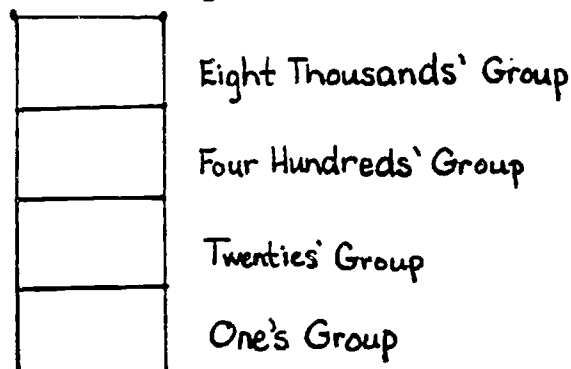 Eight Thousands' Group
Four Hundreds' Group
Twenties' Group
One's Group